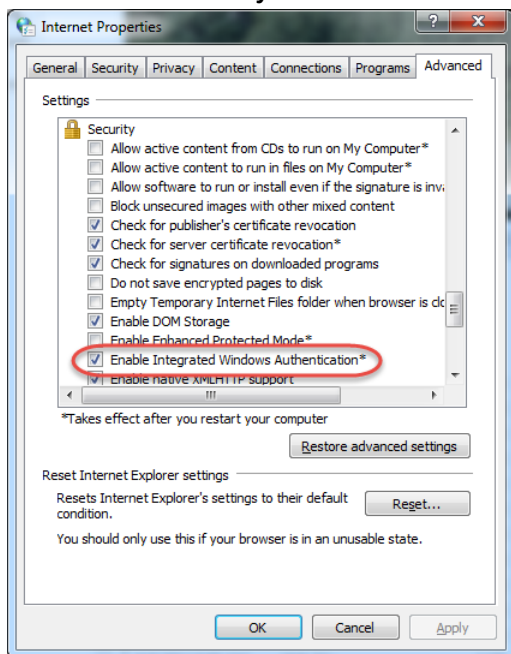 Internet Properties
General Security Privacy Content Connections Programs Advanced
Settings
Security
Allow active content from CDs to run on My Computer*
Allow active content to run in files on My Computer*
Allow software to run or install even if the signature is inva
Block unsecured images with other mixed content
Check for publisher's certificate revocation
Check for server certificate revocation*
Check for signatures on downloaded programs
Do not save encrypted pages to disk
Empty Temporary Internet Files folder when browser is clo
Enable DOM Storage
Enable Enhanced Protected Mode*
Enable Integrated Windows Authentication*
Enable native XMLHTTP support
*Takes effect after you restart your computer
Restore advanced settings
Reset Internet Explorer settings
Resets Internet Explorer's settings to their default
condition.
Reset...
You should only use this if your browser is in an unusable state.
OK Cancel Apply